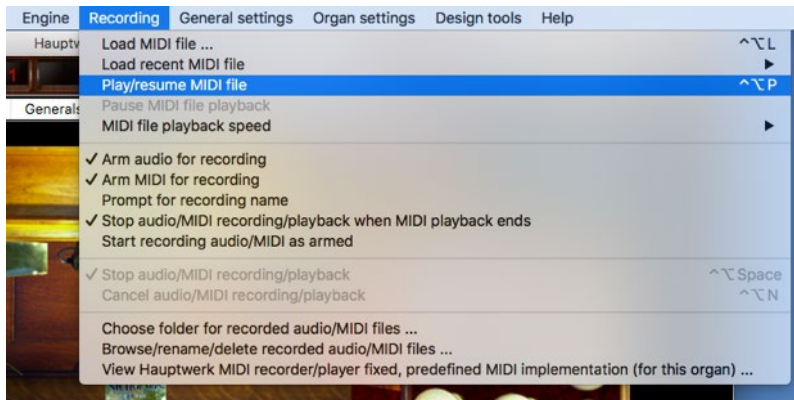 Engine Recording General settings Organ settings Design tools Help
Load MIDI file ... ^⌥L
Load recent MIDI file ▶
Play/resume MIDI file ^⌥P
Generals
Pause MIDI file playback
MIDI file playback speed ▶
✓ Arm audio for recording
✓ Arm MIDI for recording
Prompt for recording name
✓ Stop audio/MIDI recording/playback when MIDI playback ends
Start recording audio/MIDI as armed
✓ Stop audio/MIDI recording/playback ^⌥Space
Cancel audio/MIDI recording/playback ^⌥N
Choose folder for recorded audio/MIDI files ...
Browse/rename/delete recorded audio/MIDI files ...
View Hauptwerk MIDI recorder/player fixed, predefined MIDI implementation (for this organ) ...